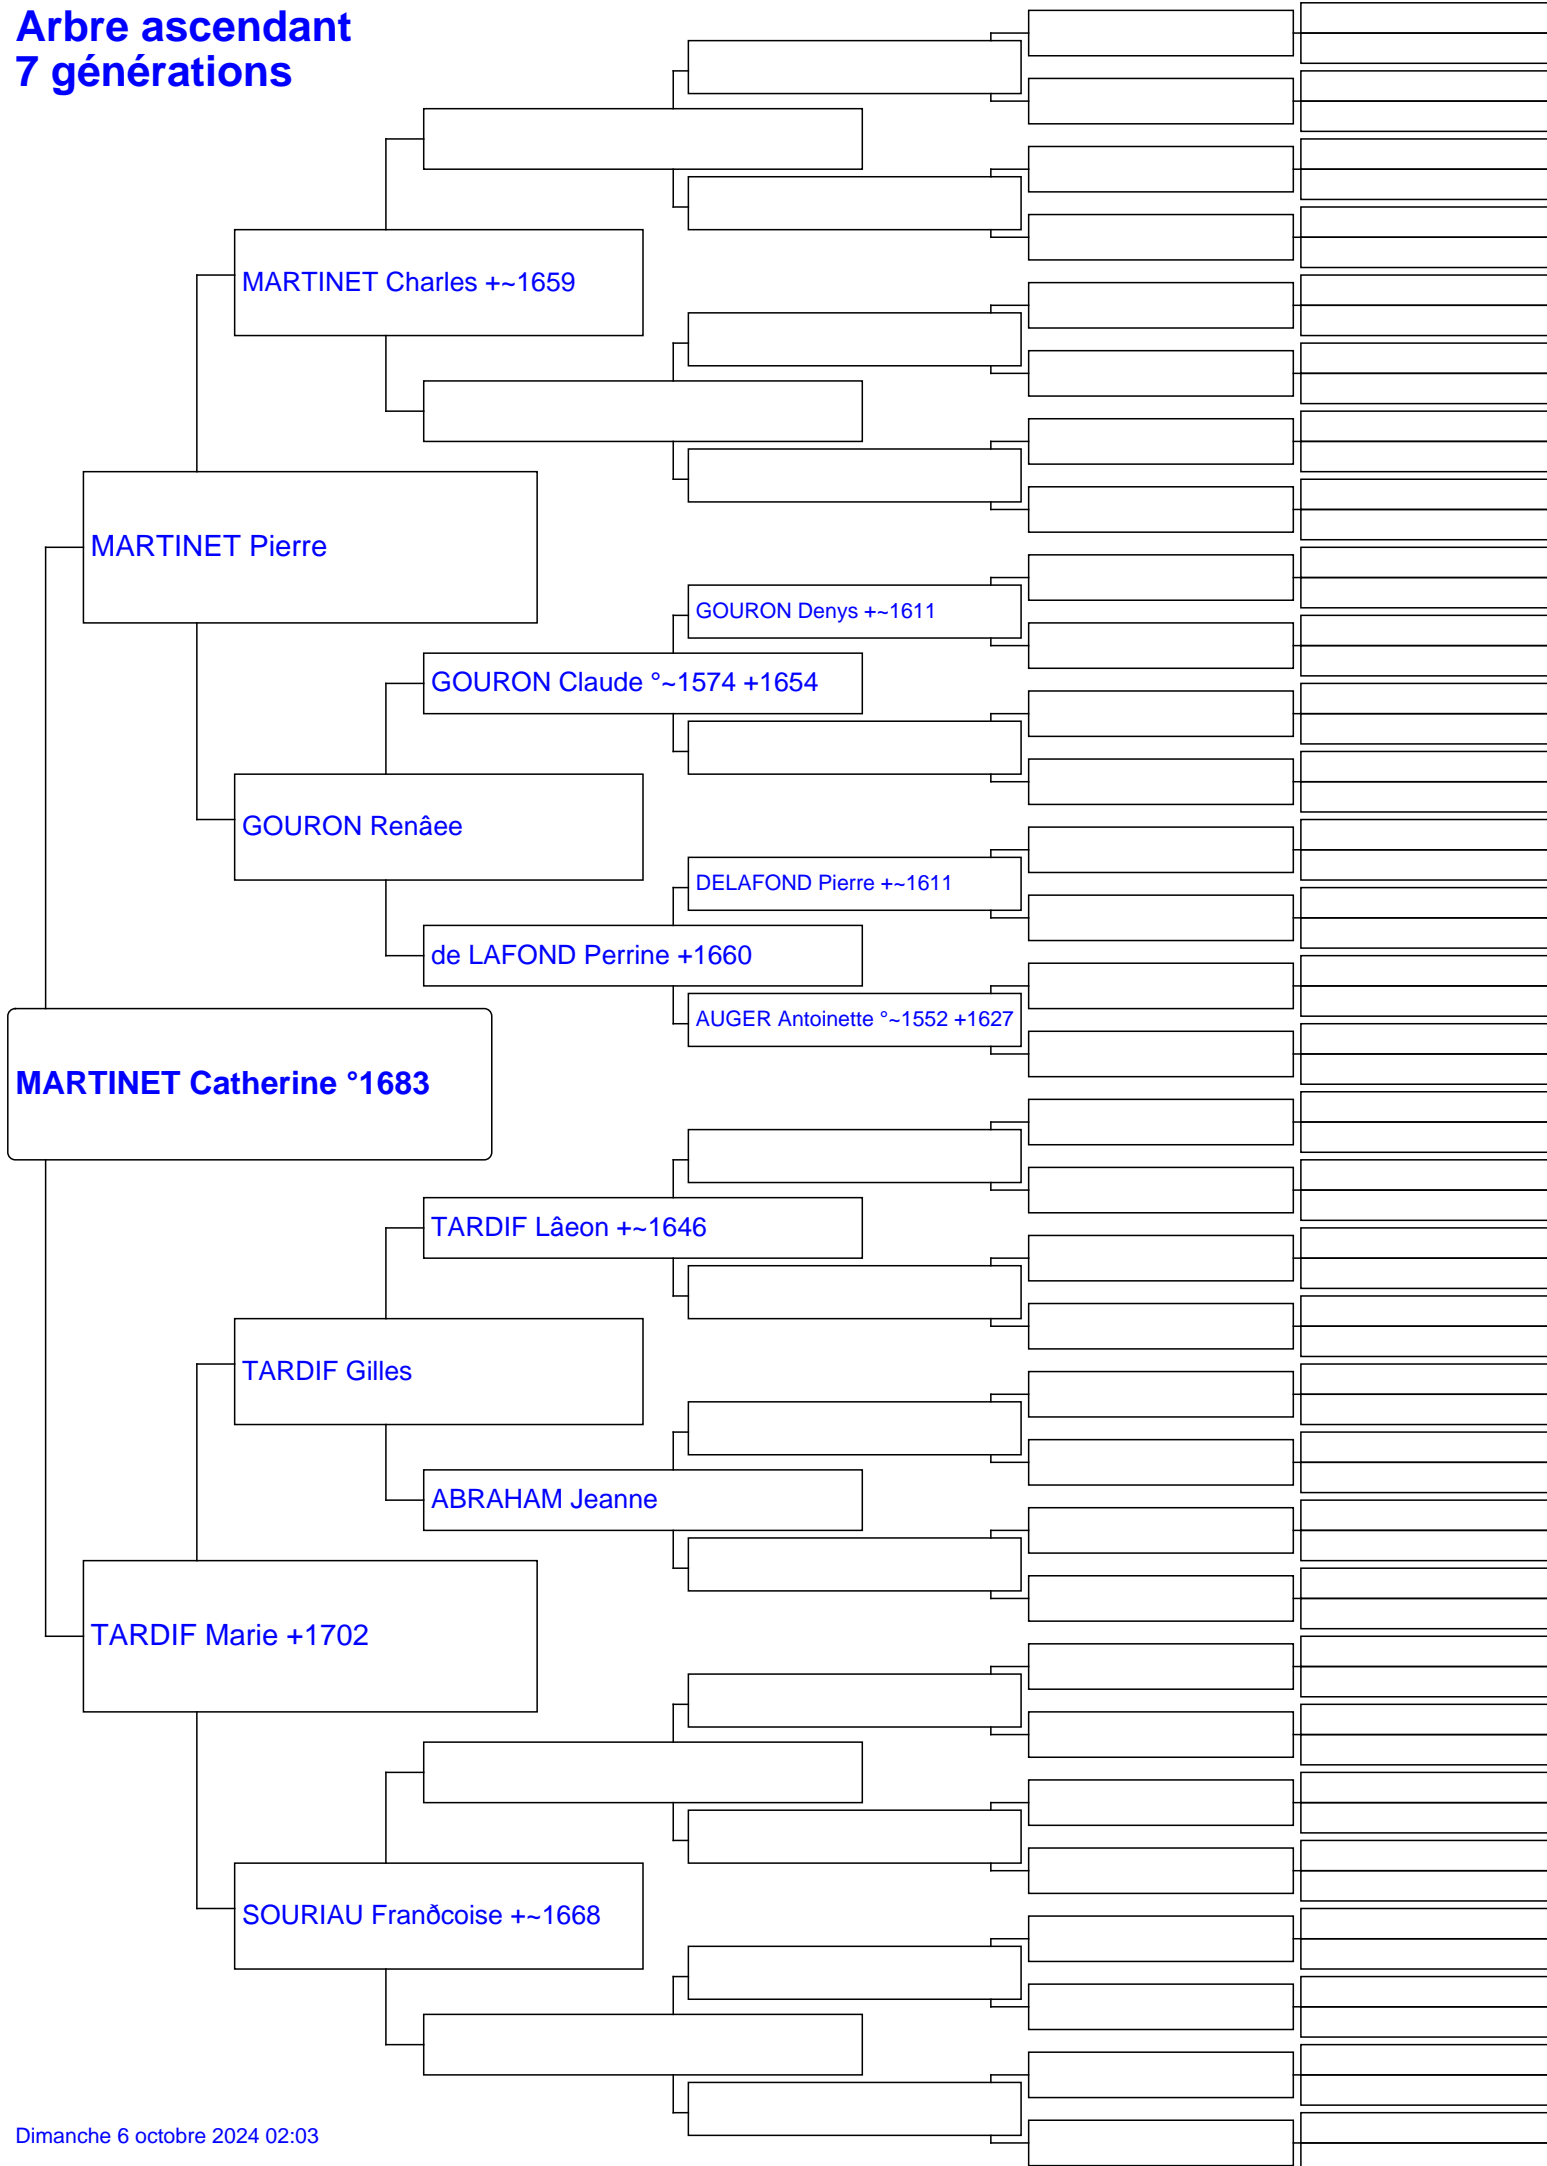 Arbre ascendant
7 générations
MARTINET Charles +~1659
MARTINET Pierre
GOURON Denys +~1611
GOURON Claude °~1574 +1654
GOURON Renâee
DELAFOND Pierre +~1611
de LAFOND Perrine +1660
AUGER Antoinette °~1552 +1627
MARTINET Catherine °1683
TARDIF Lâeon +~1646
TARDIF Gilles
ABRAHAM Jeanne
TARDIF Marie +1702
SOURIAU Franðcoise +~1668
Dimanche 6 octobre 2024 02:03